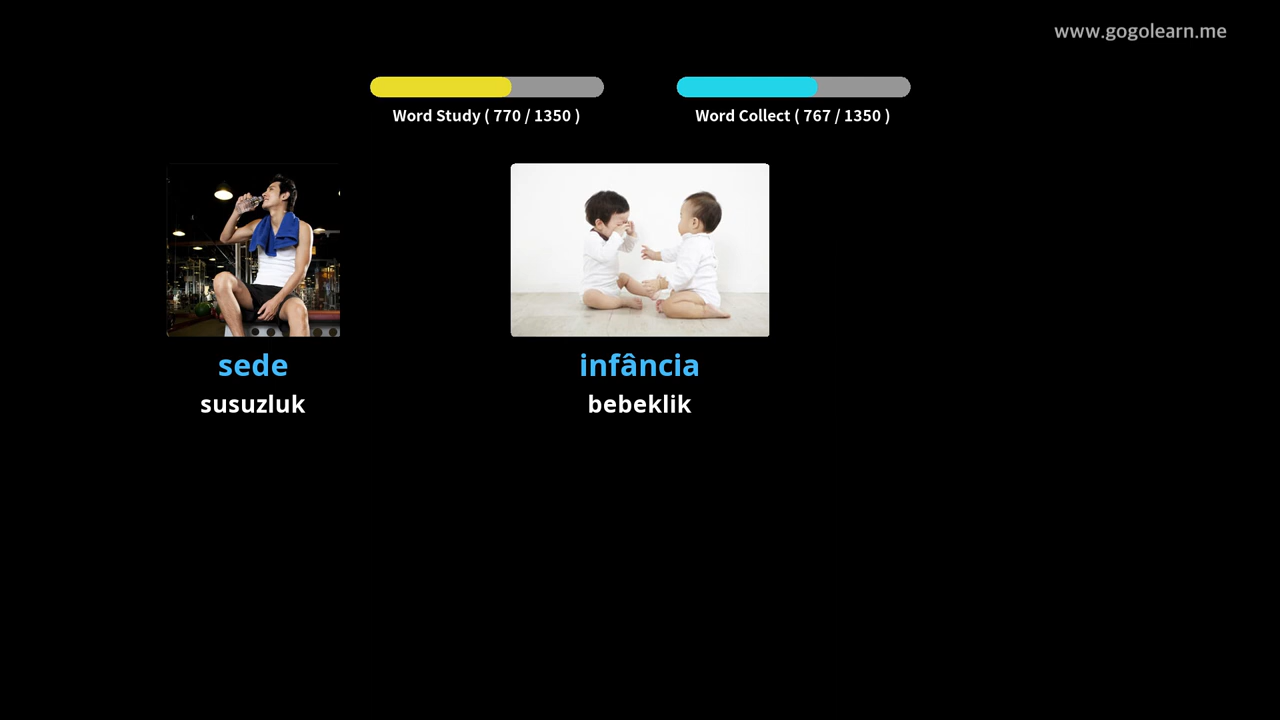 www.gogolearn.me
Word Study ( 770 / 1350 )
Word Collect ( 767 / 1350 )
sede
susuzluk
infância
bebeklik